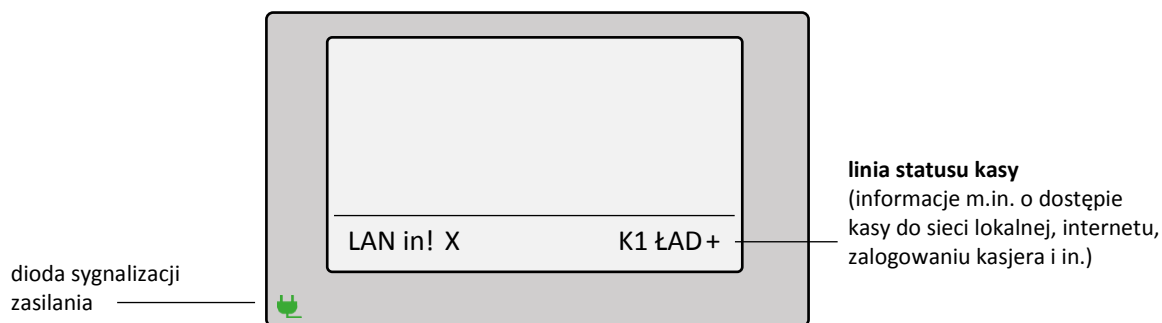 LAN in! X K1 ŁAD+
linia statusu kasy
(informacje m.in. o dostępie
kasy do sieci lokalnej, internetu,
zalogowaniu kasjera i in.)
dioda sygnalizacji
zasilania